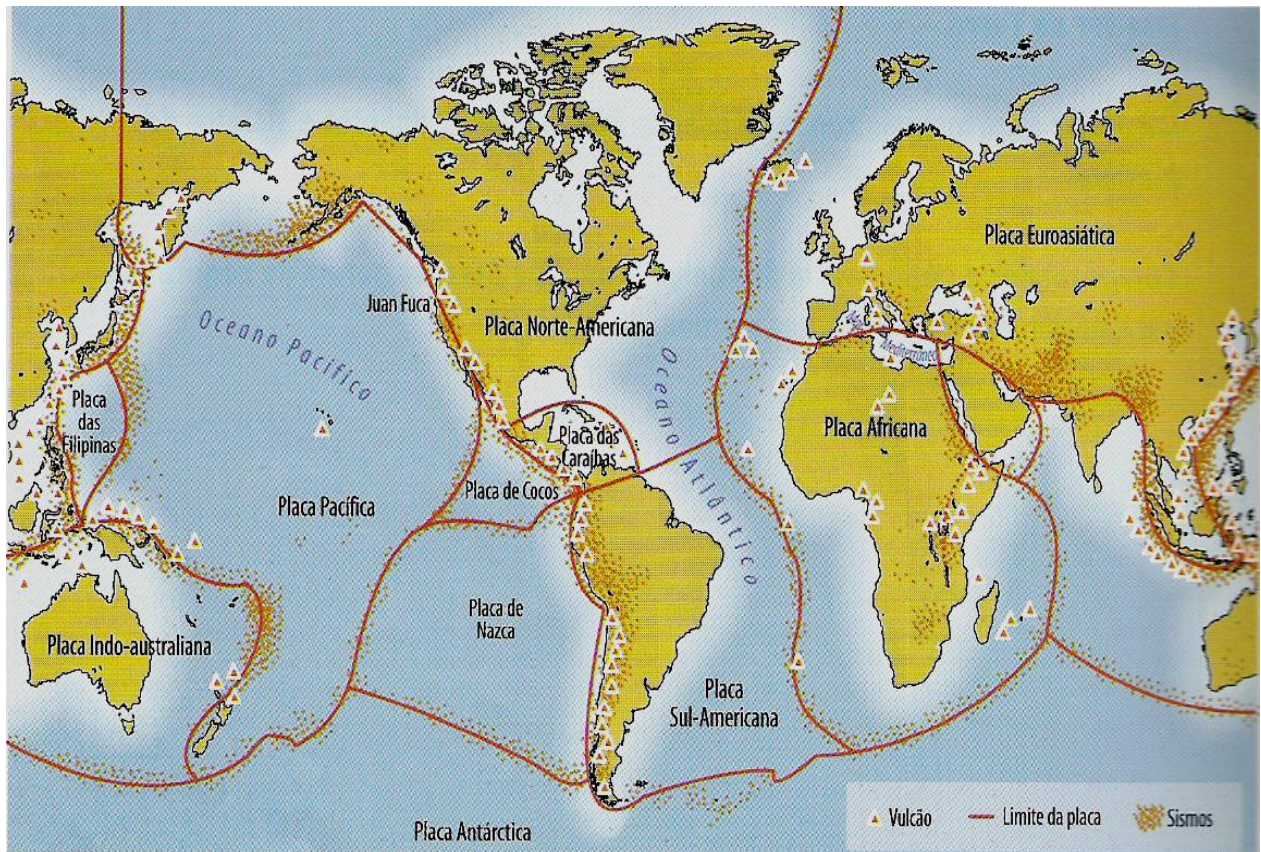 Placa Euroasiática
Juan Fuca
Placa Norte-Americana
Oceano Pacífico
Oceano Atlântico
Mediterrâneo
Placa
das
Filipinas
Placa das
Caraíbas
Placa Africana
Placa de Cocos
Placa Pacífica
Placa de
Nazca
Placa Indo-australiana
Placa
Sul-Americana
Placa Antárctica
Vulcão
Limite da placa
Sismos